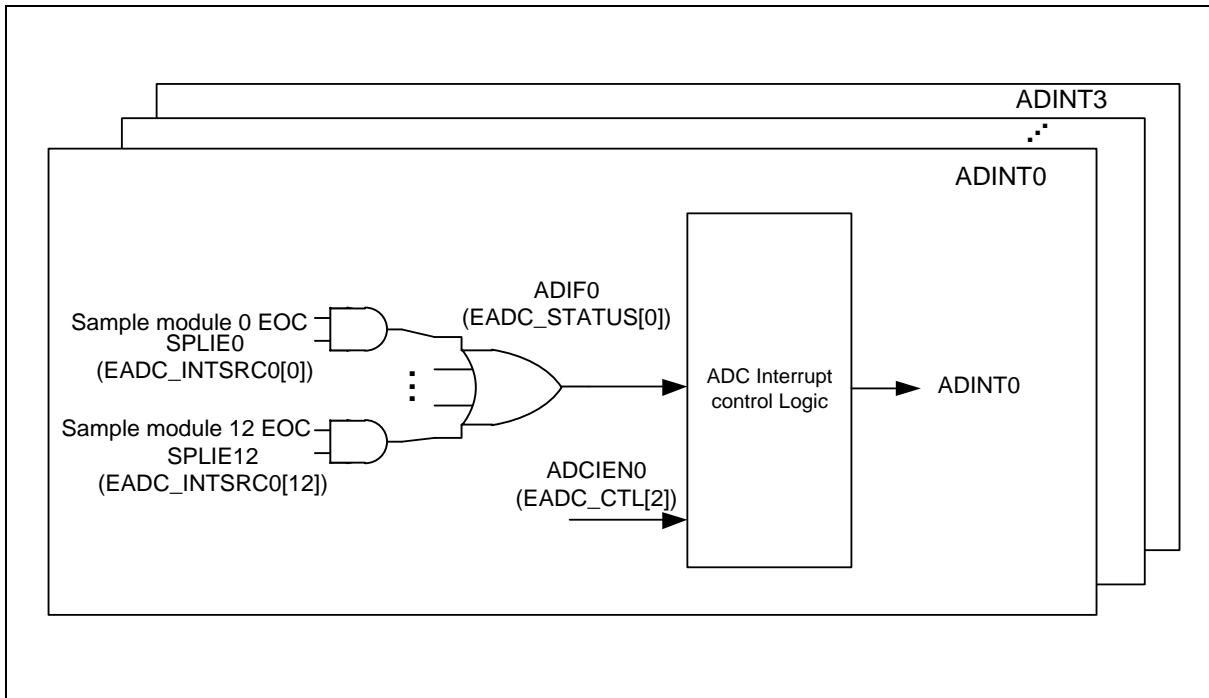 ADINT3
ADINT0
ADIF0
(EADC_STATUS[0])
Sample module 0 EOC
SPLIE0
(EADC_INTSRC0[0])
ADC Interrupt
control Logic
ADINT0
Sample module 12 EOC
SPLIE12
(EADC_INTSRC0[12])
ADCIEN0
(EADC_CTL[2])